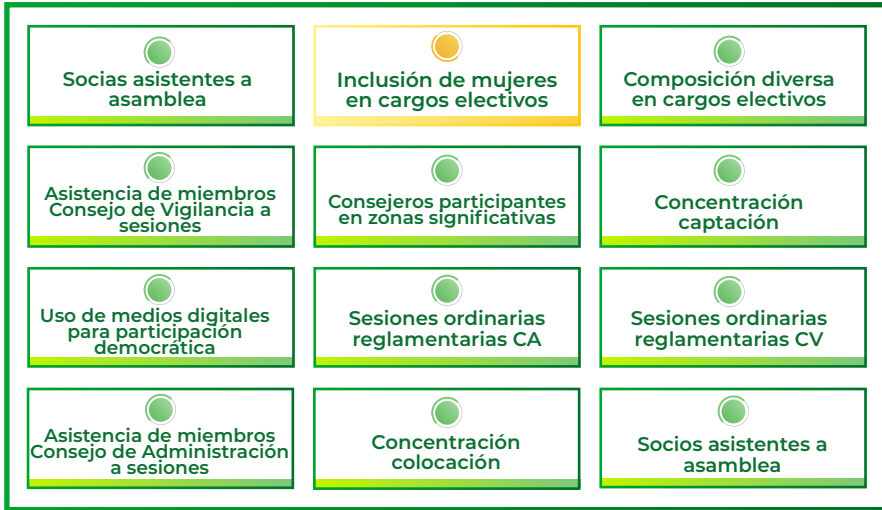 Socias asistentes a
asamblea
Inclusión de mujeres
en cargos electivos
Composición diversa
en cargos electivos
Asistencia de miembros
Consejo de Vigilancia a
sesiones
Consejeros participantes
en zonas significativas
Concentración
captación
Uso de medios digitales
para participación
democrática
Sesiones ordinarias
reglamentarias CA
Sesiones ordinarias
reglamentarias CV
Asistencia de miembros
Consejo de Administración
a sesiones
Concentración
colocación
Socios asistentes a
asamblea